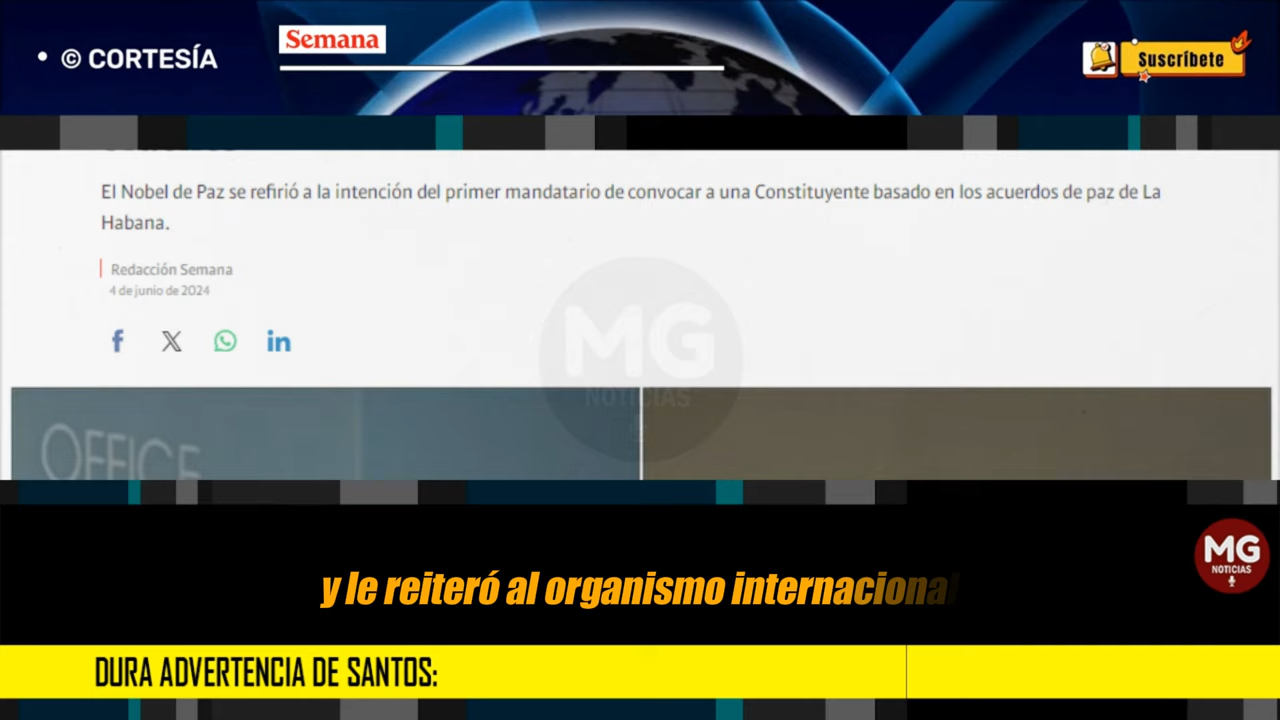 • © CORTESÍA
Semana
Suscríbete
El Nobel de Paz se refirió a la intención del primer mandatario de convocar a una Constituyente basado en los acuerdos de paz de La
Habana.
Redacción Semana
4 de junio de 2024
f X in
MG
NOTICIAS
OFFICE
y le reiteró al organismo internacional
MG
NOTICIAS
DURA ADVERTENCIA DE SANTOS: